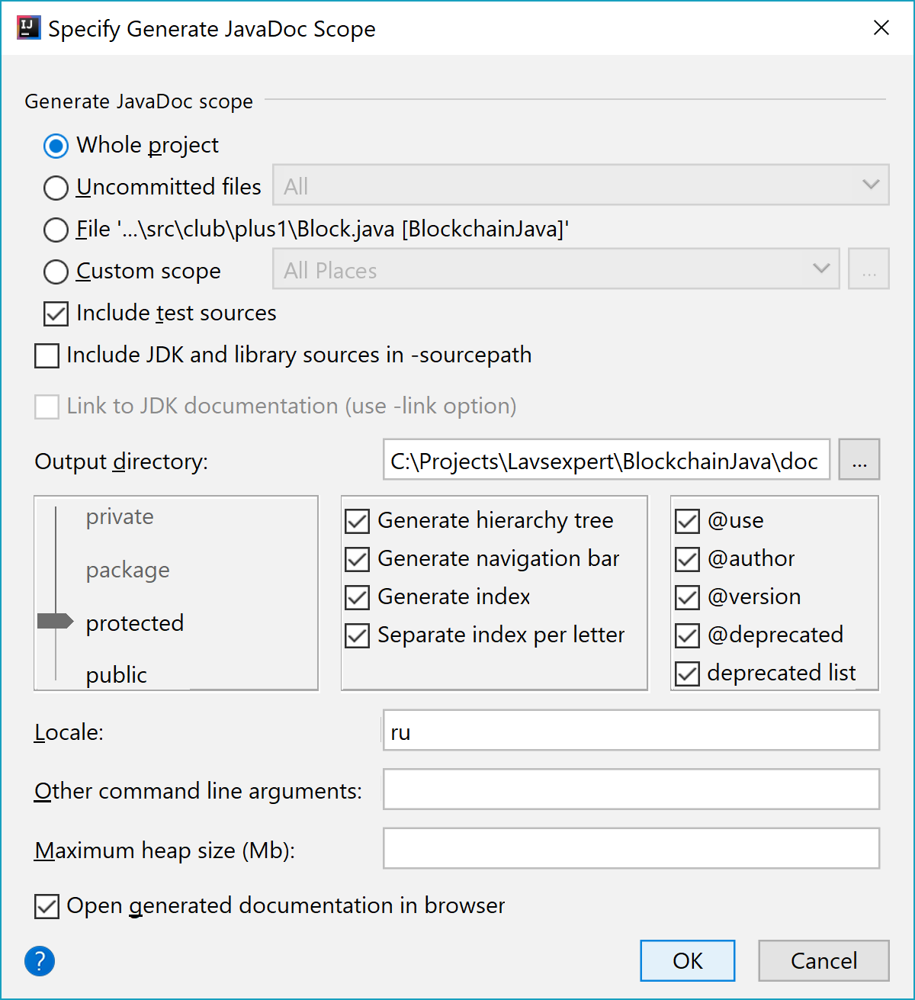 IJ
Specify Generate JavaDoc Scope
Generate JavaDoc scope
Whole project
Uncommitted files All
File '...\src\club\plus1\Block.java [BlockchainJava]'
Custom scope All Places ...
Include test sources
Include JDK and library sources in -sourcepath
Link to JDK documentation (use -link option)
Output directory: C:\Projects\Lavsexpert\BlockchainJava\doc ...
private
package
protected
public
Generate hierarchy tree
Generate navigation bar
Generate index
Separate index per letter
@use
@author
@version
@deprecated
deprecated list
Locale: ru
Other command line arguments:
Maximum heap size (Mb):
Open generated documentation in browser
? OK Cancel